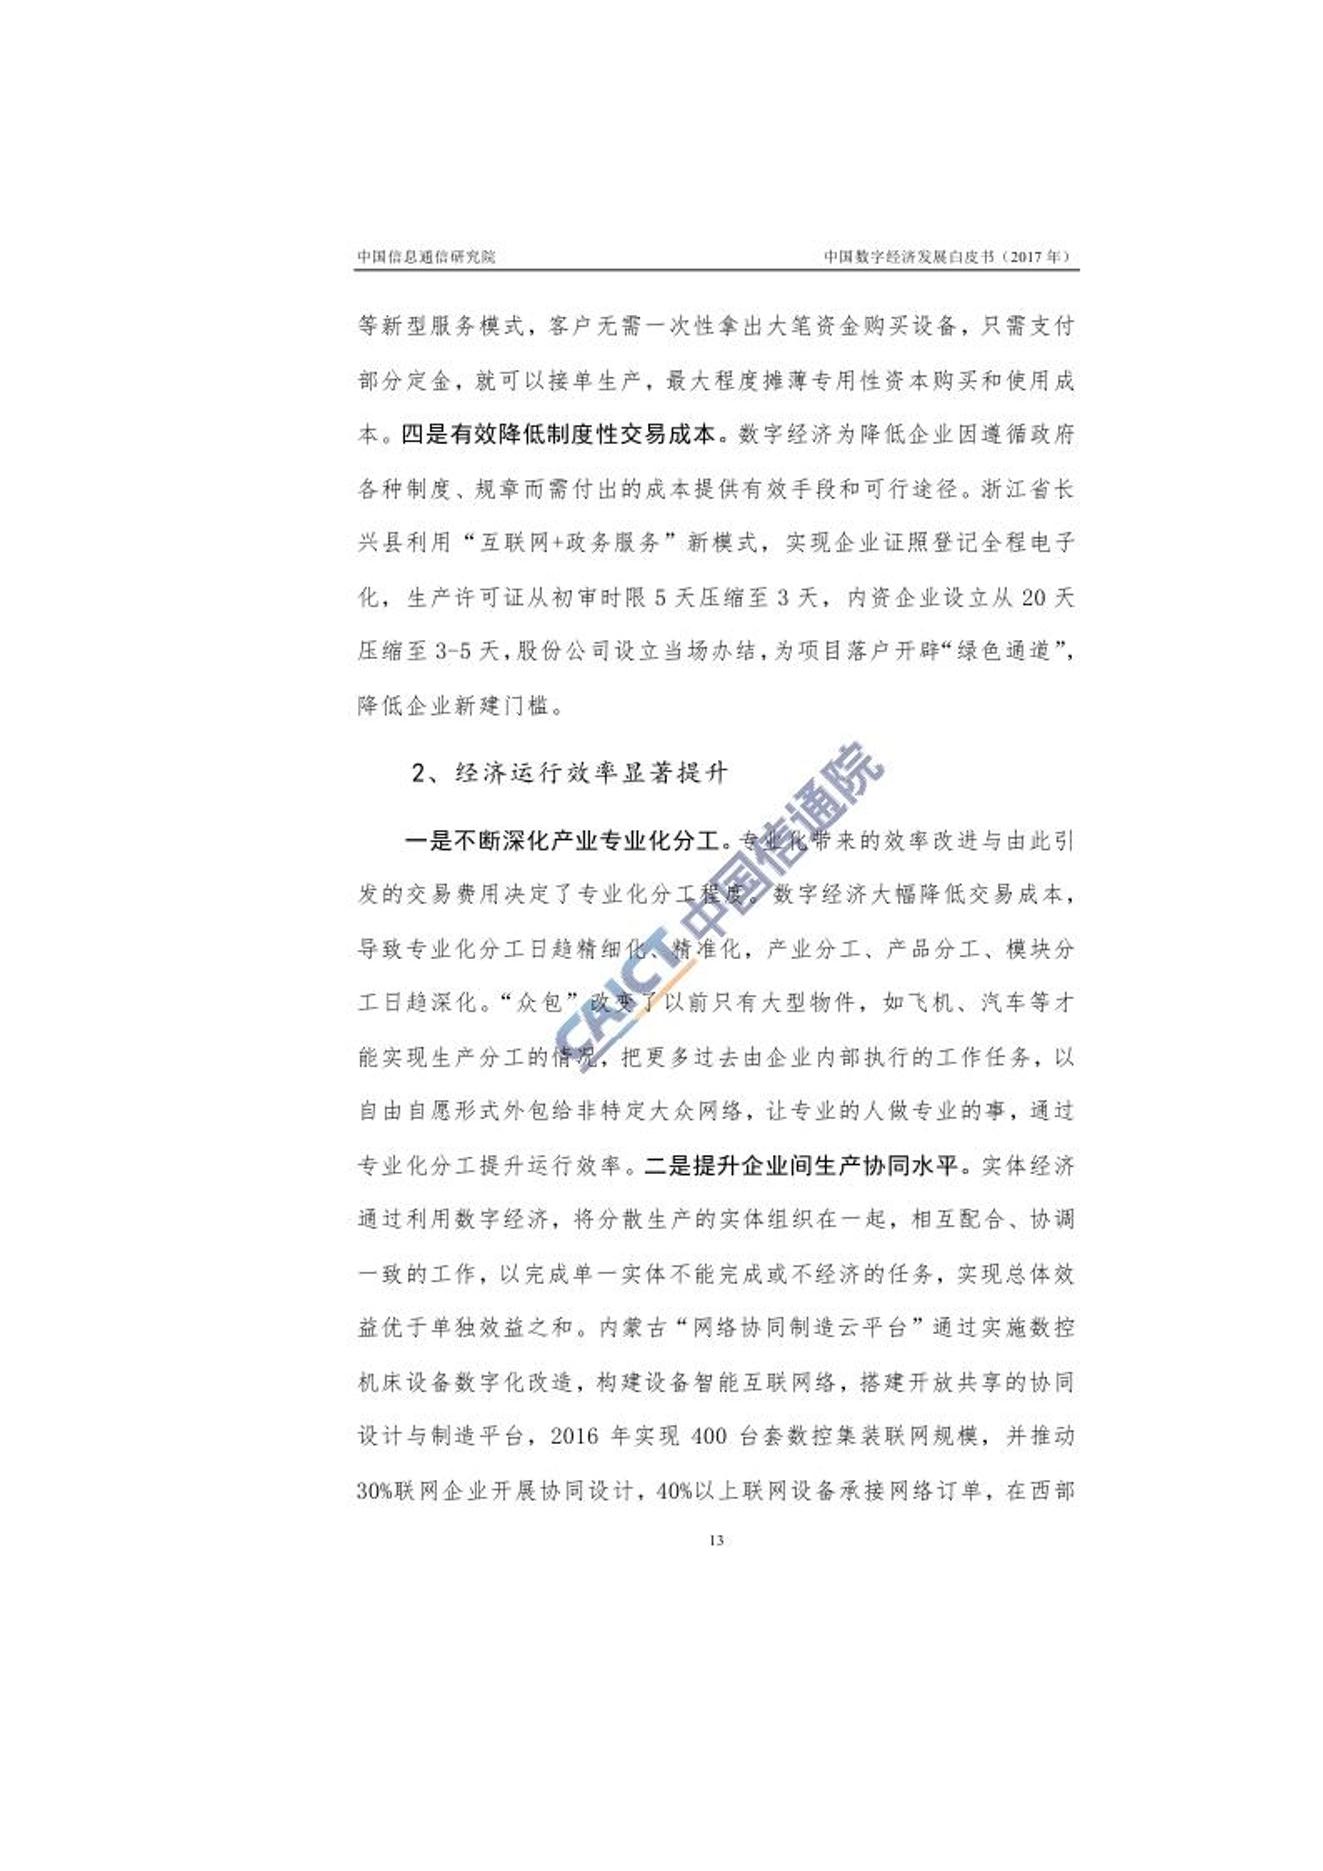 中国信息通信研究院 中国数字经济发展白皮书（2017 年）
等新型服务模式，客户无需一次性拿出大笔资金购买设备，只需支付
部分定金，就可以接单生产，最大程度摊薄专用性资本购买和使用成
本。四是有效降低制度性交易成本。数字经济为降低企业因遵循政府
各种制度、规章而需付出的成本提供有效手段和可行途径。浙江省长
兴县利用“互联网+政务服务”新模式，实现企业证照登记全程电子
化，生产许可证从初审时限 5 天压缩至 3 天，内资企业设立从 20 天
压缩至 3-5 天，股份公司设立当场办结，为项目落户开辟“绿色通道”，
降低企业新建门槛。
2、经济运行效率显著提升
一是不断深化产业专业化分工。专业化带来的效率改进与由此引
发的交易费用决定了专业化分工程度。数字经济大幅降低交易成本，
导致专业化分工日趋精细化、精准化，产业分工、产品分工、模块分
工日趋深化。“众包”改变了以前只有大型物件，如飞机、汽车等才
能实现生产分工的情况，把更多过去由企业内部执行的工作任务，以
自由自愿形式外包给非特定大众网络，让专业的人做专业的事，通过
专业化分工提升运行效率。二是提升企业间生产协同水平。实体经济
通过利用数字经济，将分散生产的实体组织在一起，相互配合、协调
一致的工作，以完成单一实体不能完成或不经济的任务，实现总体效
益优于单独效益之和。内蒙古“网络协同制造云平台”通过实施数控
机床设备数字化改造，构建设备智能互联网络，搭建开放共享的协同
设计与制造平台，2016 年实现 400 台套数控集装联网规模，并推动
30%联网企业开展协同设计，40%以上联网设备承接网络订单，在西部
13
CAICT 中国信通院